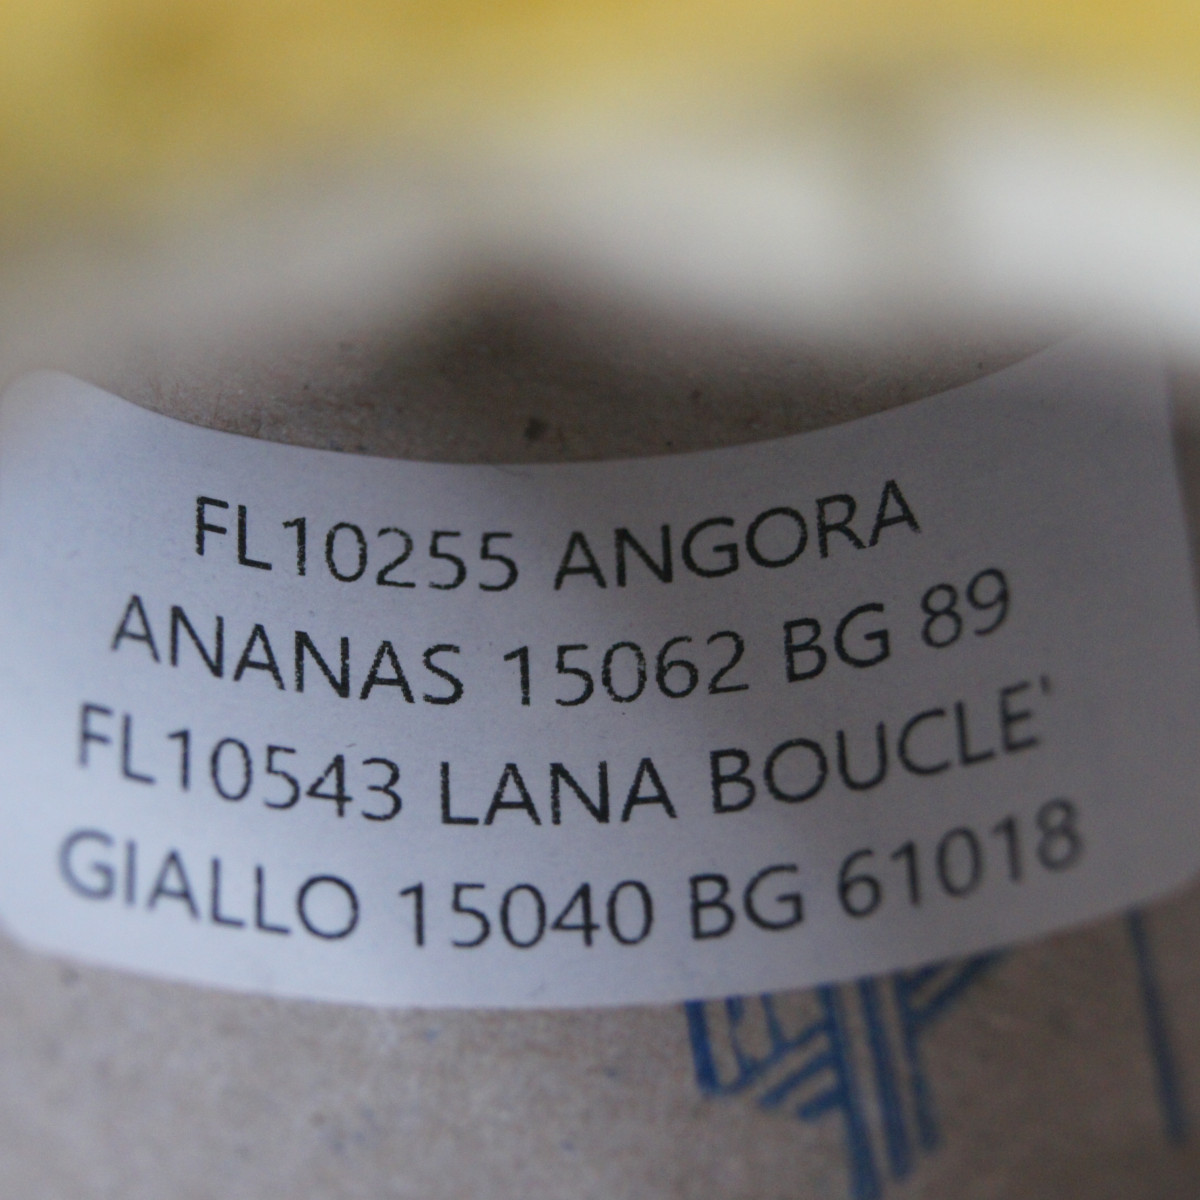 FL10255 ANGORA
ANANAS 15062 BG 89
FL10543 LANA BOUCLE'
GIALLO 15040 BG 61018